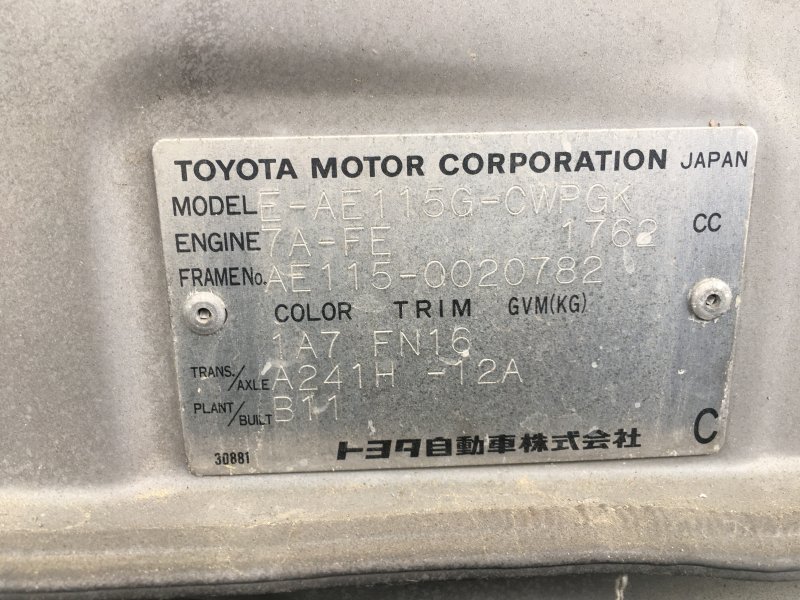 TOYOTA MOTOR CORPORATION JAPAN
MODEL E-AE115G-CWPGK
ENGINE 7A-FE 1762 CC
FRAME No. AE115-0020782
COLOR TRIM GVM(KG)
1A7 FN16
TRANS./AXLE A241H -12A
PLANT/BUILT B11
30881 トヨタ自動車株式会社 C